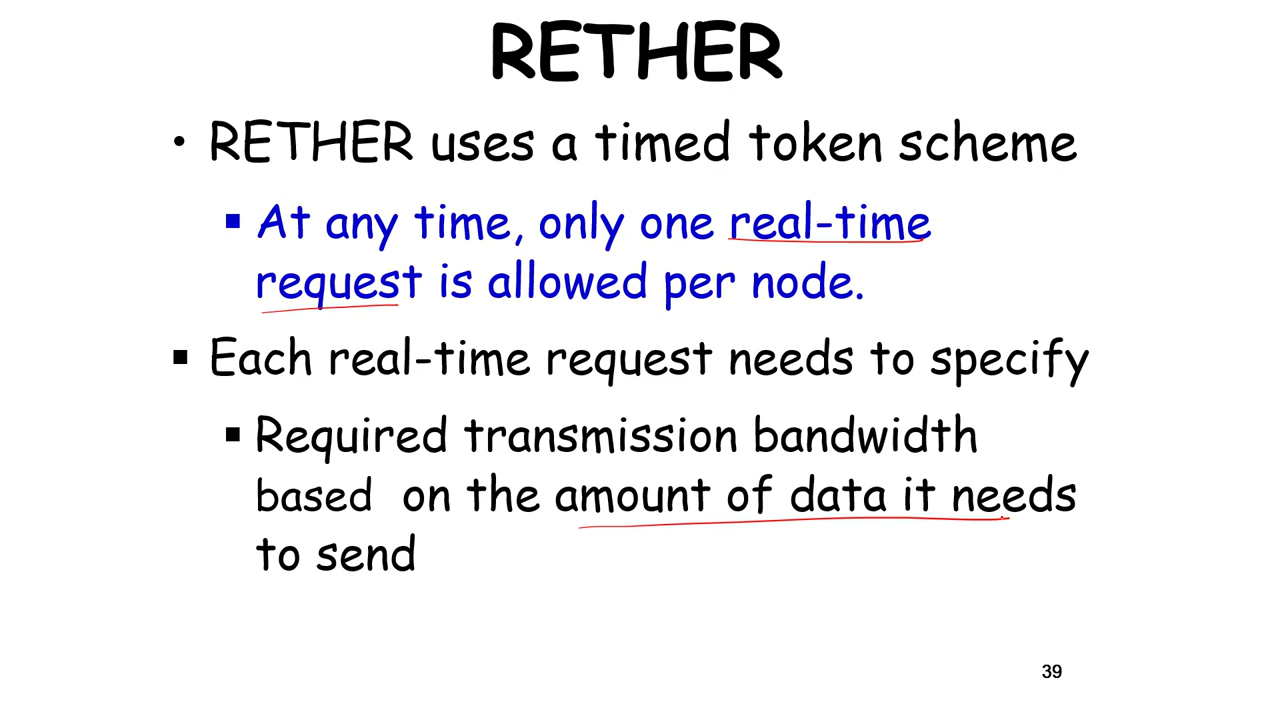 RETHER
• RETHER uses a timed token scheme
▪ At any time, only one real-time
request is allowed per node.
▪ Each real-time request needs to specify
▪ Required transmission bandwidth
based on the amount of data it needs
to send
39